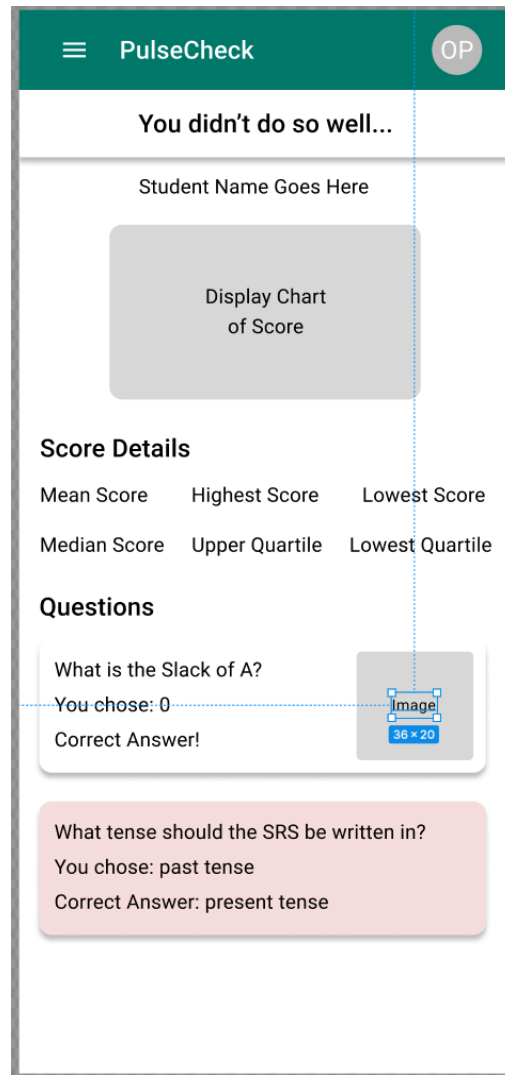 PulseCheck OP
You didn’t do so well...
Student Name Goes Here
Display Chart
of Score
Score Details
Mean Score Highest Score Lowest Score
Median Score Upper Quartile Lowest Quartile
Questions
What is the Slack of A?
You chose: 0
Correct Answer!
Image
36 × 20
What tense should the SRS be written in?
You chose: past tense
Correct Answer: present tense